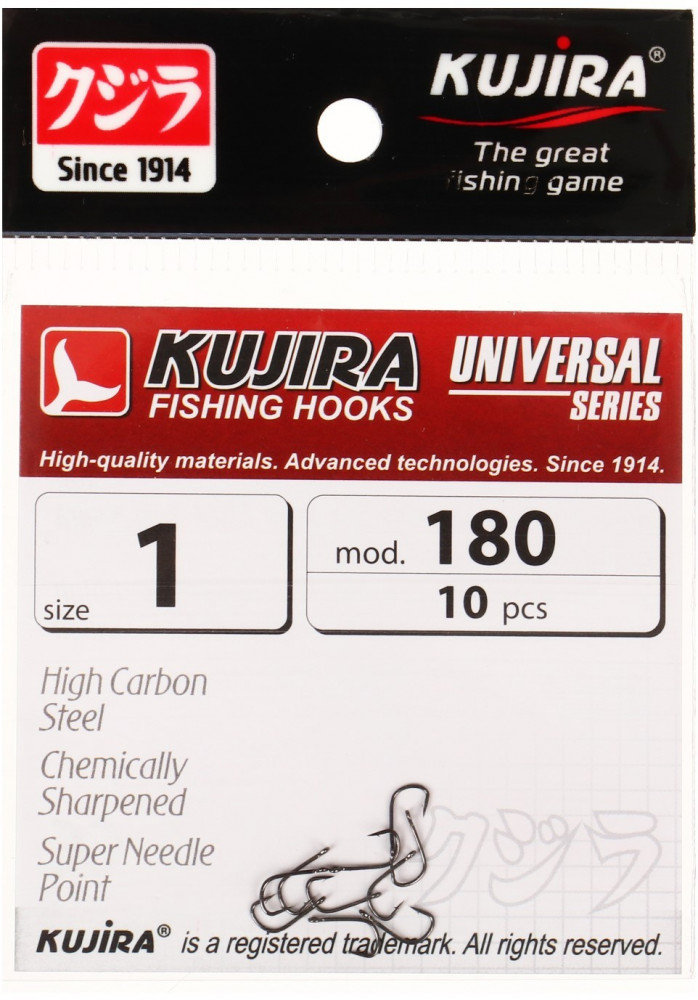 クジラ
Since 1914
KUJIRA®
The great
fishing game
KUJIRA
FISHING HOOKS
UNIVERSAL
SERIES
High-quality materials. Advanced technologies. Since 1914.
size 1
mod. 180
10 pcs
High Carbon
Steel
Chemically
Sharpened
Super Needle
Point
クジラ
KUJIRA® is a registered trademark. All rights reserved.